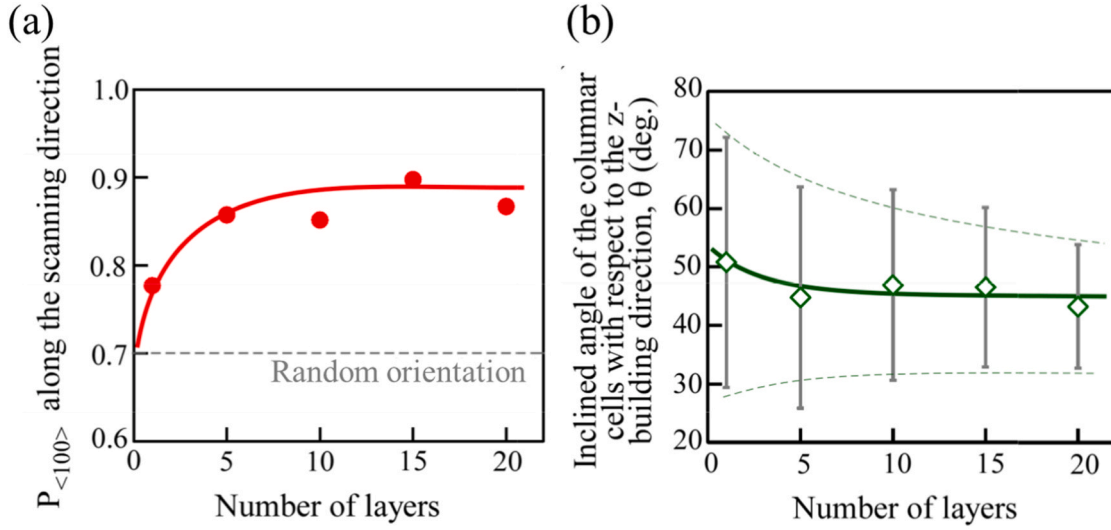 (a)
P<100> along the scanning direction
1.0
0.9
0.8
0.7
0.6
Random orientation
0
5
10
15
20
Number of layers
(b)
Inclined angle of the columnar
cells with respect to the z-
building direction, θ (deg.)
80
70
60
50
40
30
20
0
5
10
15
20
Number of layers